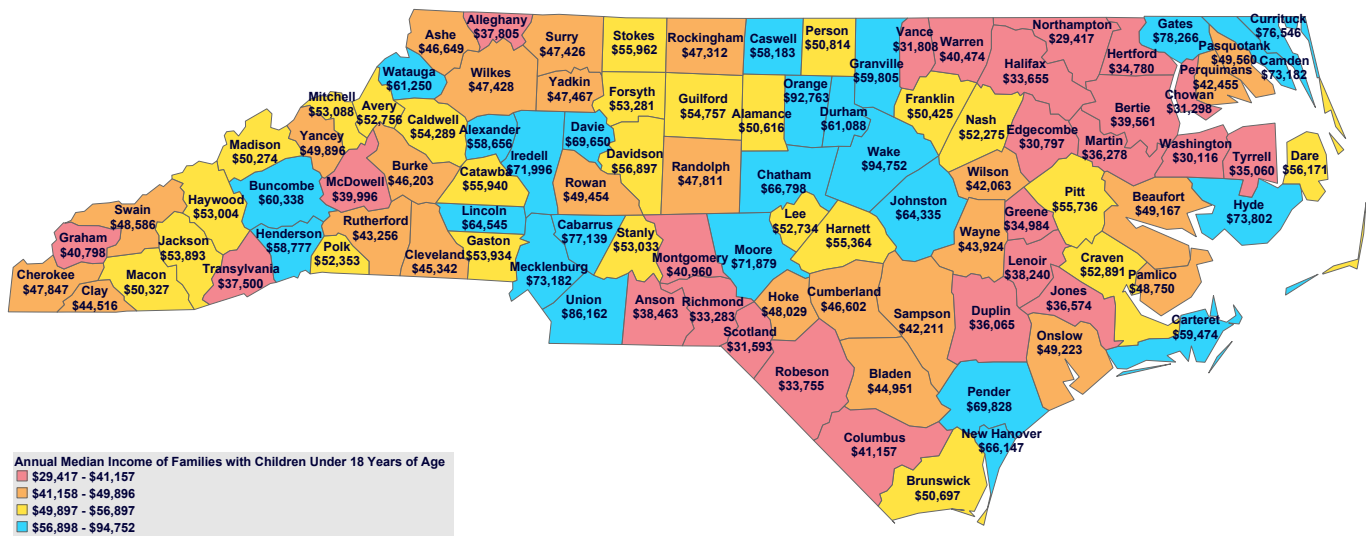 Alleghany
$37,805
Ashe
$46,649
Surry
$47,426
Stokes
$55,962
Rockingham
$47,312
Caswell
$58,183
Person
$50,814
Granville
$59,805
Vance
$31,808
Warren
$40,474
Northampton
$29,417
Halifax
$33,655
Hertford
$34,780
Gates
$78,266
Currituck
$76,546
Pasquotank
$49,560
Camden
$73,182
Perquimans
$42,455
Chowan
$31,298
Bertie
$39,561
Watauga
$61,250
Wilkes
$47,428
Yadkin
$47,467
Forsyth
$53,281
Guilford
$54,757
Alamance
$50,616
Orange
$92,763
Durham
$61,088
Franklin
$50,425
Nash
$52,275
Edgecombe
$30,797
Martin
$36,278
Washington
$30,116
Tyrrell
$35,060
Dare
$56,171
Mitchell
$53,088
Avery
$52,756
Caldwell
$54,289
Alexander
$58,656
Iredell
$71,996
Davie
$69,650
Davidson
$56,897
Randolph
$47,811
Chatham
$66,798
Wake
$94,752
Madison
$50,274
Yancey
$49,896
Burke
$46,203
Catawba
$55,940
Rowan
$49,454
Wilson
$42,063
Pitt
$55,736
Beaufort
$49,167
Hyde
$73,802
Haywood
$53,004
Buncombe
$60,338
McDowell
$39,996
Lincoln
$64,545
Johnston
$64,335
Greene
$34,984
Swain
$48,586
Graham
$40,798
Jackson
$53,893
Henderson
$58,777
Rutherford
$43,256
Polk
$52,353
Cleveland
$45,342
Gaston
$53,934
Cabarrus
$77,139
Stanly
$53,033
Montgomery
$40,960
Moore
$71,879
Lee
$52,734
Harnett
$55,364
Wayne
$43,924
Lenoir
$38,240
Craven
$52,891
Pamlico
$48,750
Cherokee
$47,847
Clay
$44,516
Macon
$50,327
Transylvania
$37,500
Mecklenburg
$73,182
Union
$86,162
Anson
$38,463
Richmond
$33,283
Scotland
$31,593
Hoke
$48,029
Cumberland
$46,602
Sampson
$42,211
Duplin
$36,065
Jones
$36,574
Onslow
$49,223
Carteret
$59,474
Robeson
$33,755
Bladen
$44,951
Pender
$69,828
Columbus
$41,157
New Hanover
$66,147
Brunswick
$50,697
Annual Median Income of Families with Children Under 18 Years of Age
$29,417 - $41,157
$41,158 - $49,896
$49,897 - $56,897
$56,898 - $94,752